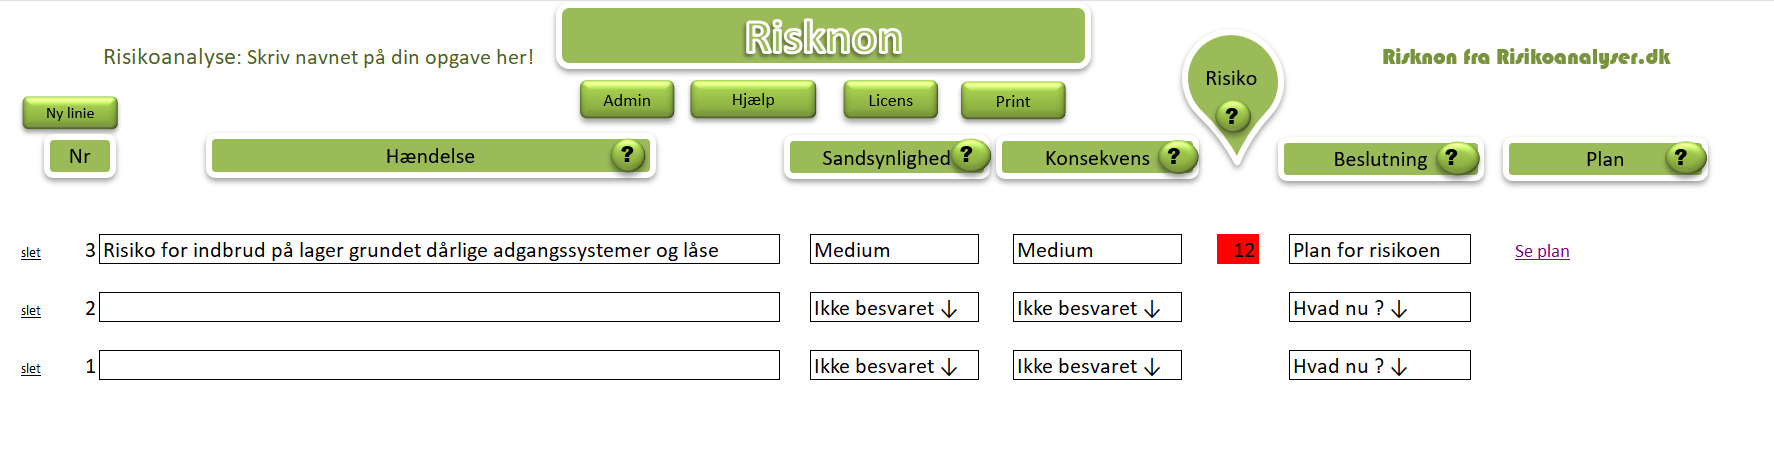 Risknon
Risikoanalyse: Skriv navnet på din opgave her!
Risknon fra Risikoanalyser.dk
Admin
Hjælp
Licens
Print
Risiko
?
Ny linie
Nr
Hændelse ?
Sandsynlighed ?
Konsekvens ?
Beslutning ?
Plan ?
slet 3 Risiko for indbrud på lager grundet dårlige adgangssystemer og låse Medium Medium 12 Plan for risikoen Se plan
slet 2 Ikke besvaret ↓ Ikke besvaret ↓ Hvad nu ? ↓
slet 1 Ikke besvaret ↓ Ikke besvaret ↓ Hvad nu ? ↓